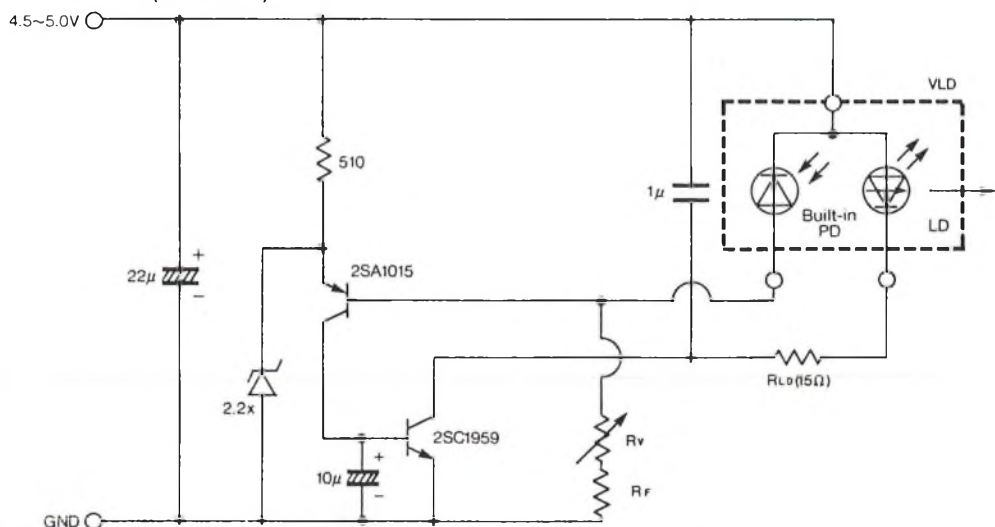 4.5~5.0V
VLD
510
1μ
Built-in
PD
LD
2SA1015
22μ
+
−
RLD(15Ω)
2.2x
2SC1959
Rv
10μ
+
−
RF
GND